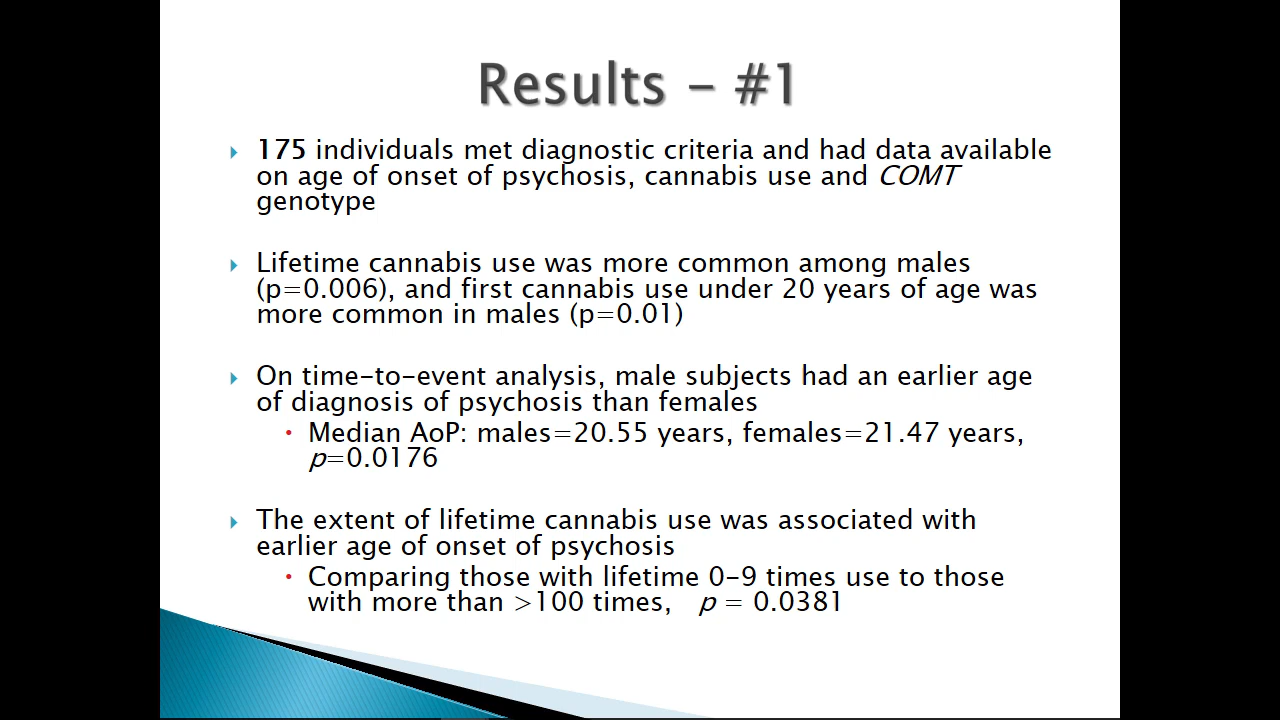 Results – #1
175 individuals met diagnostic criteria and had data available
on age of onset of psychosis, cannabis use and COMT
genotype
Lifetime cannabis use was more common among males
(p=0.006), and first cannabis use under 20 years of age was
more common in males (p=0.01)
On time-to-event analysis, male subjects had an earlier age
of diagnosis of psychosis than females
Median AoP: males=20.55 years, females=21.47 years,
p=0.0176
The extent of lifetime cannabis use was associated with
earlier age of onset of psychosis
Comparing those with lifetime 0-9 times use to those
with more than >100 times, p = 0.0381